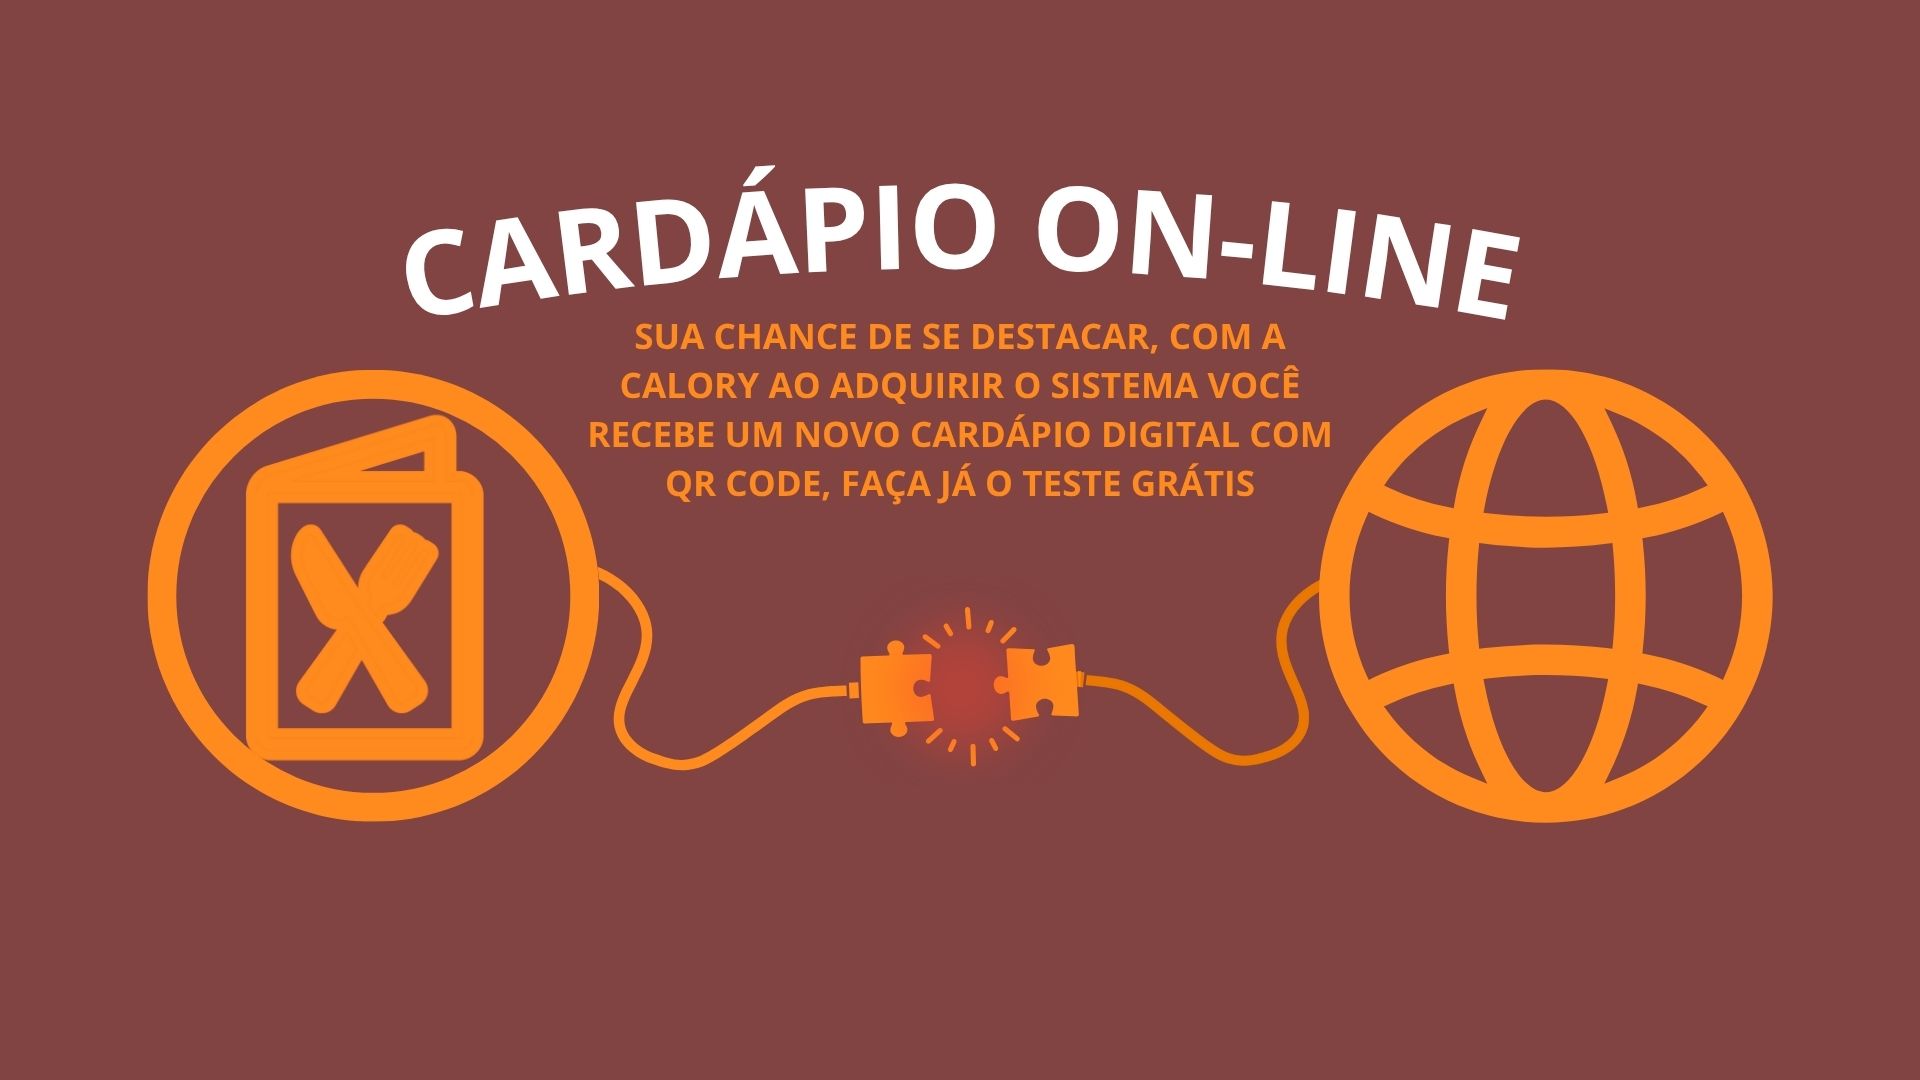 CARDÁPIO ON-LINE
SUA CHANCE DE SE DESTACAR, COM A
CALORY AO ADQUIRIR O SISTEMA VOCÊ
RECEBE UM NOVO CARDÁPIO DIGITAL COM
QR CODE, FAÇA JÁ O TESTE GRÁTIS